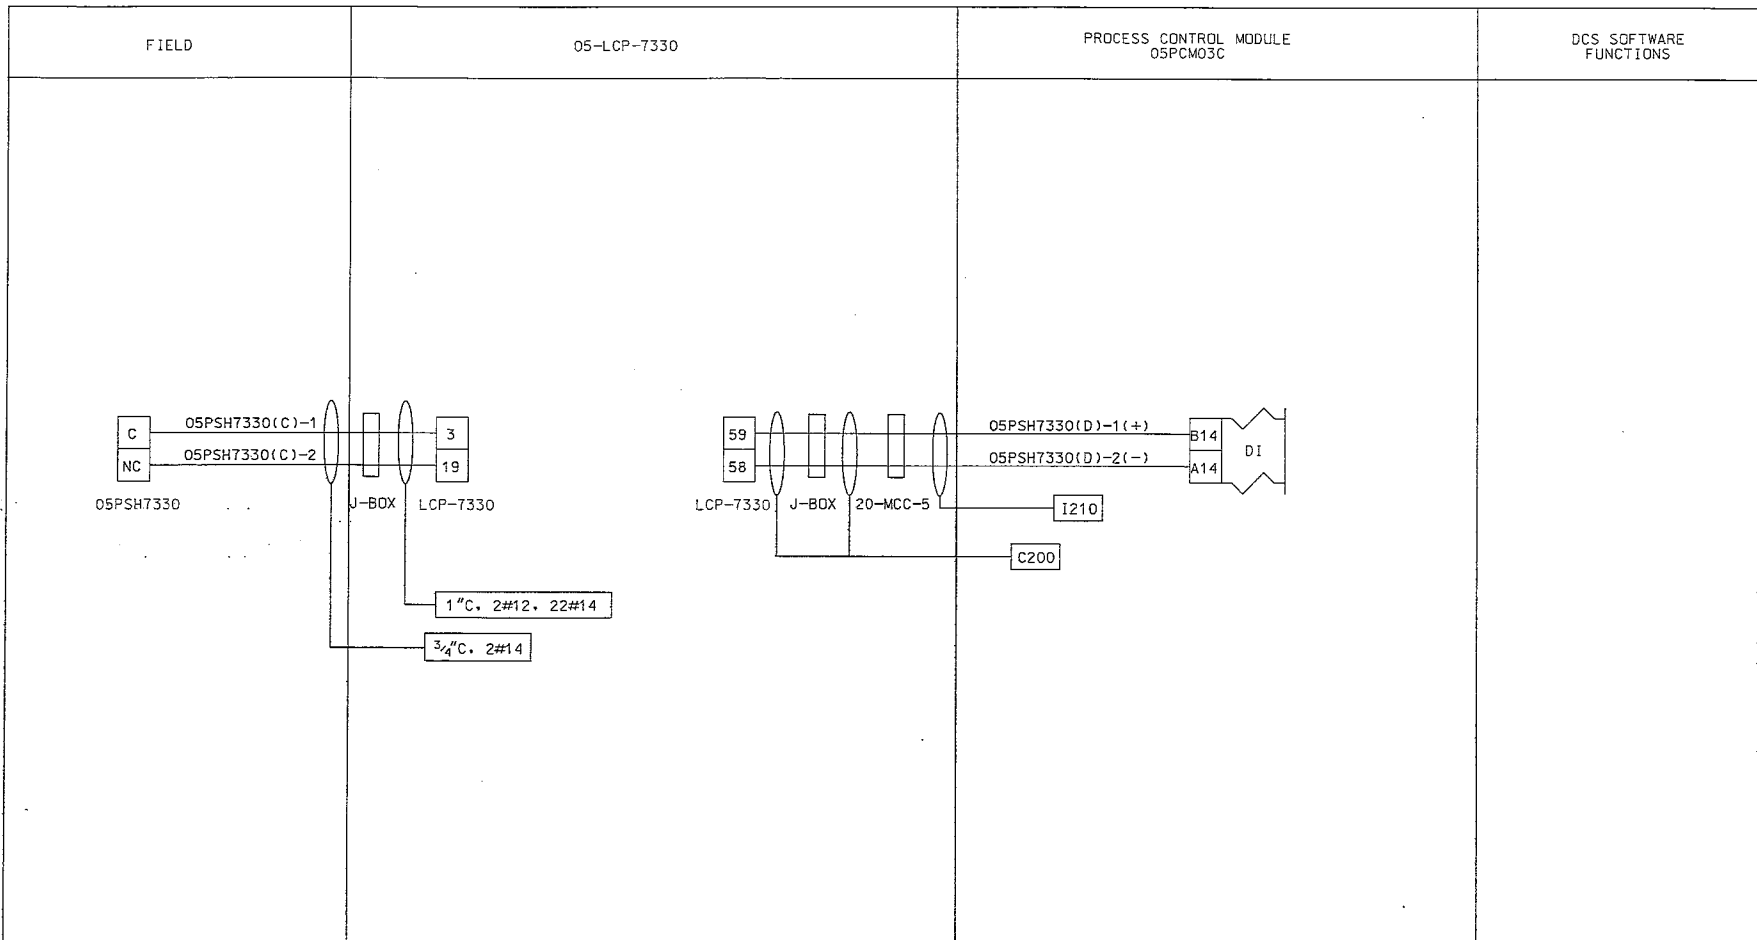 FIELD
05-LCP-7330
PROCESS CONTROL MODULE
05PCM03C
DCS SOFTWARE
FUNCTIONS
C
05PSH7330(C)-1
3
NC
05PSH7330(C)-2
19
05PSH7330
J-BOX
LCP-7330
59
05PSH7330(D)-1(+)
B14
DI
58
05PSH7330(D)-2(-)
A14
LCP-7330
J-BOX
20-MCC-5
I210
C200
1"C, 2#12, 22#14
3/4"C, 2#14